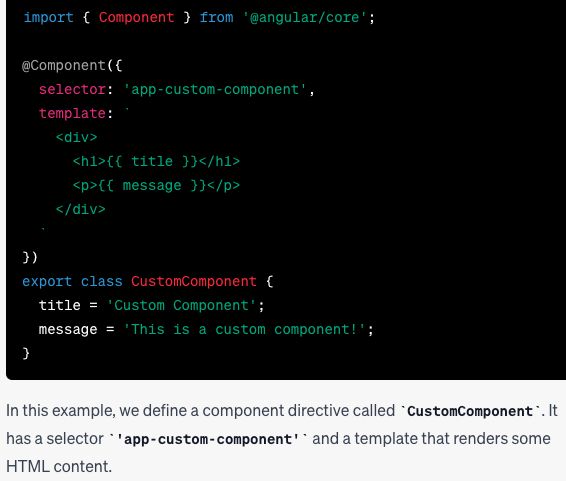 import { Component } from '@angular/core';
@Component({
selector: 'app-custom-component',
template: `
<div>
<h1>{{ title }}</h1>
<p>{{ message }}</p>
</div>
`
})
export class CustomComponent {
title = 'Custom Component';
message = 'This is a custom component!';
}
In this example, we define a component directive called `CustomComponent`. It
has a selector `'app-custom-component'` and a template that renders some
HTML content.